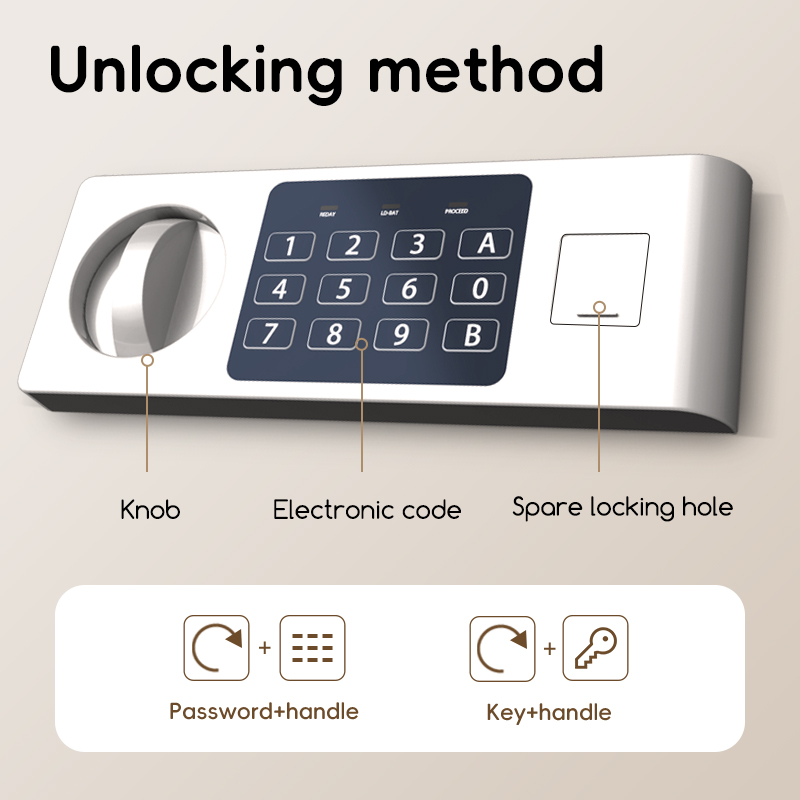 Unlocking method
REDAY LO-BAT PROCEED
1 2 3 A
4 5 6 0
7 8 9 B
Knob Electronic code Spare locking hole
+ +
Password+handle Key+handle